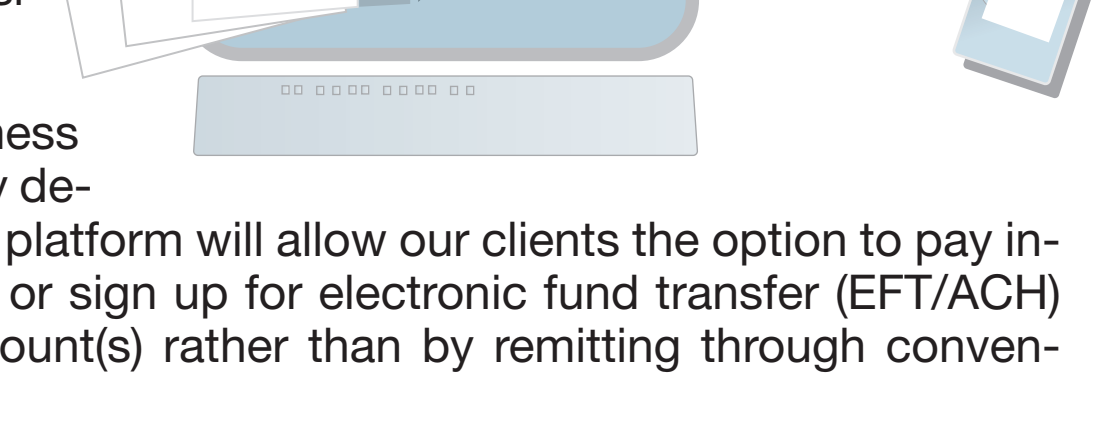 ness
y de-
platform will allow our clients the option to pay in-
or sign up for electronic fund transfer (EFT/ACH)
ount(s) rather than by remitting through conven-